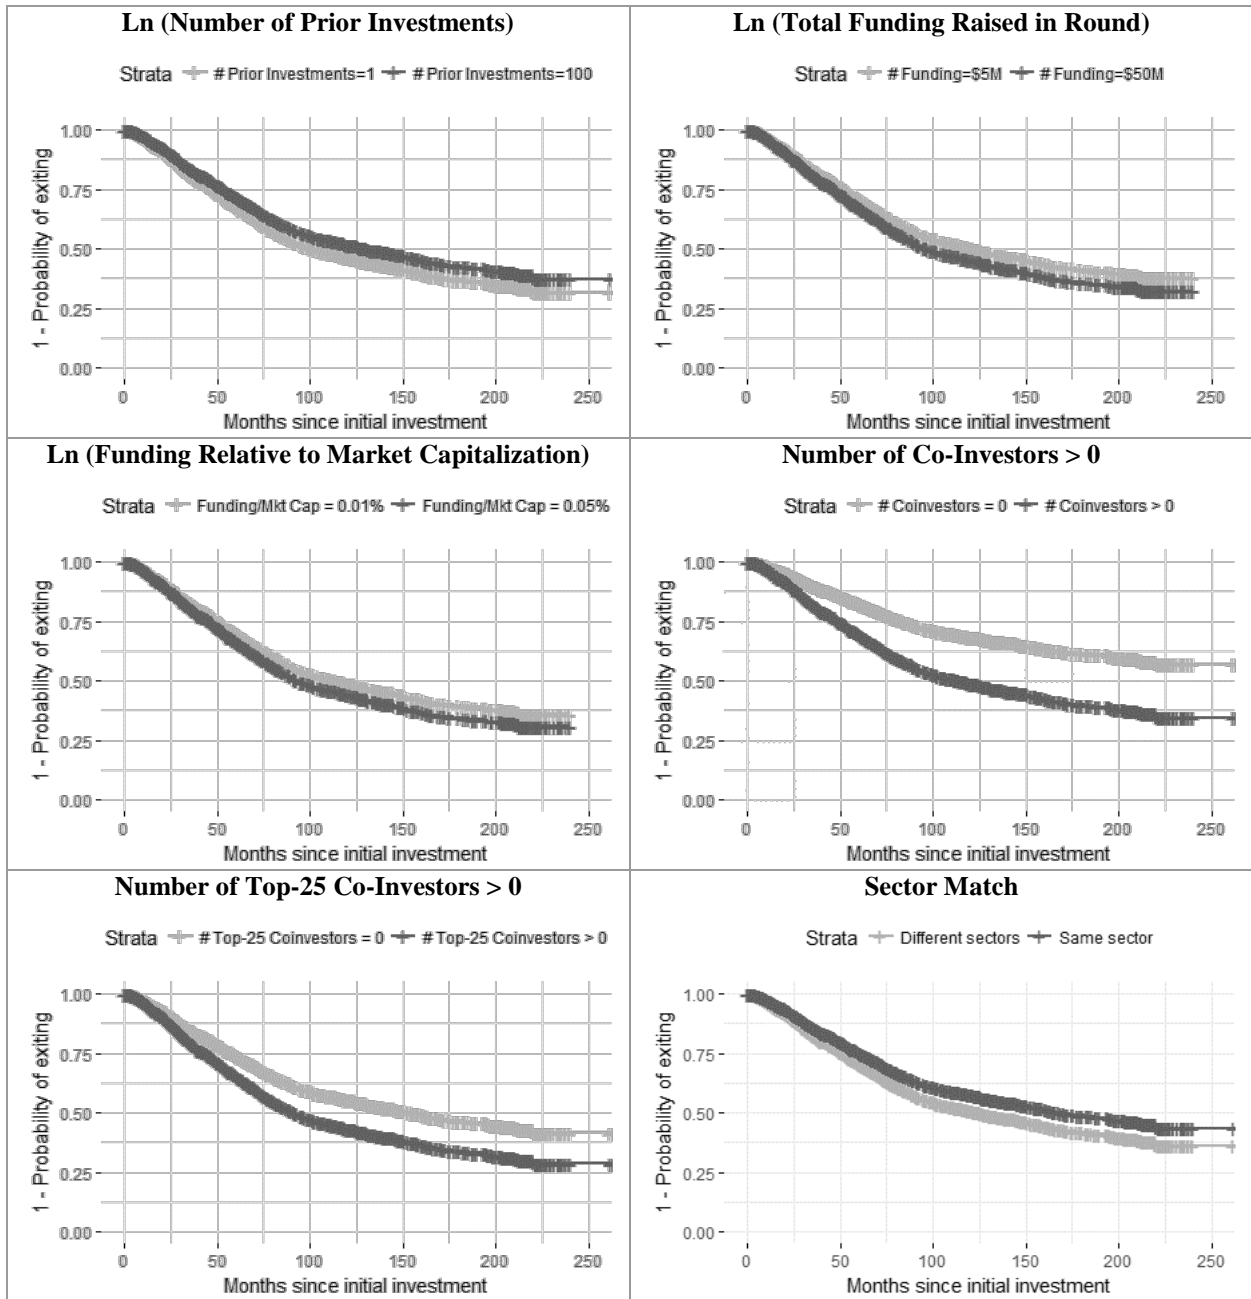 Ln (Number of Prior Investments)
Strata # Prior Investments=1 # Prior Investments=100
1 - Probability of exiting
1.00
0.75
0.50
0.25
0.00
0 50 100 150 200 250
Months since initial investment
Ln (Total Funding Raised in Round)
Strata # Funding=$5M # Funding=$50M
1 - Probability of exiting
1.00
0.75
0.50
0.25
0.00
0 50 100 150 200 250
Months since initial investment
Ln (Funding Relative to Market Capitalization)
Strata Funding/Mkt Cap = 0.01% Funding/Mkt Cap = 0.05%
1 - Probability of exiting
1.00
0.75
0.50
0.25
0.00
0 50 100 150 200 250
Months since initial investment
Number of Co-Investors > 0
Strata # Coinvestors = 0 # Coinvestors > 0
1 - Probability of exiting
1.00
0.75
0.50
0.25
0.00
0 50 100 150 200 250
Months since initial investment
Number of Top-25 Co-Investors > 0
Strata # Top-25 Coinvestors = 0 # Top-25 Coinvestors > 0
1 - Probability of exiting
1.00
0.75
0.50
0.25
0.00
0 50 100 150 200 250
Months since initial investment
Sector Match
Strata Different sectors Same sector
1 - Probability of exiting
1.00
0.75
0.50
0.25
0.00
0 50 100 150 200 250
Months since initial investment